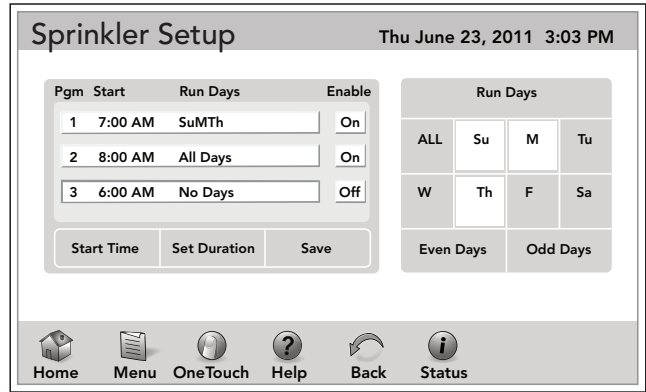 Sprinkler Setup
Thu June 23, 2011 3:03 PM
Pgm Start Run Days Enable
1 7:00 AM SuMTh On
2 8:00 AM All Days On
3 6:00 AM No Days Off
Start Time Set Duration Save
Run Days
ALL Su M Tu
W Th F Sa
Even Days Odd Days
?
i
Home Menu OneTouch Help Back Status